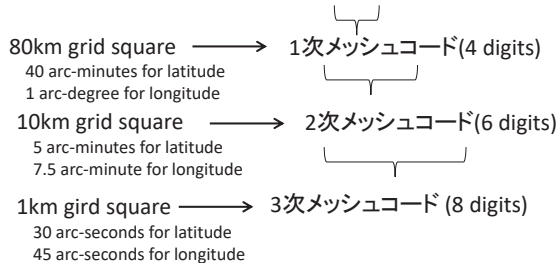 80km grid square 1次メッシュコード(4 digits)
40 arc-minutes for latitude
1 arc-degree for longitude
10km grid square 2次メッシュコード(6 digits)
5 arc-minutes for latitude
7.5 arc-minute for longitude
1km gird square 3次メッシュコード (8 digits)
30 arc-seconds for latitude
45 arc-seconds for longitude